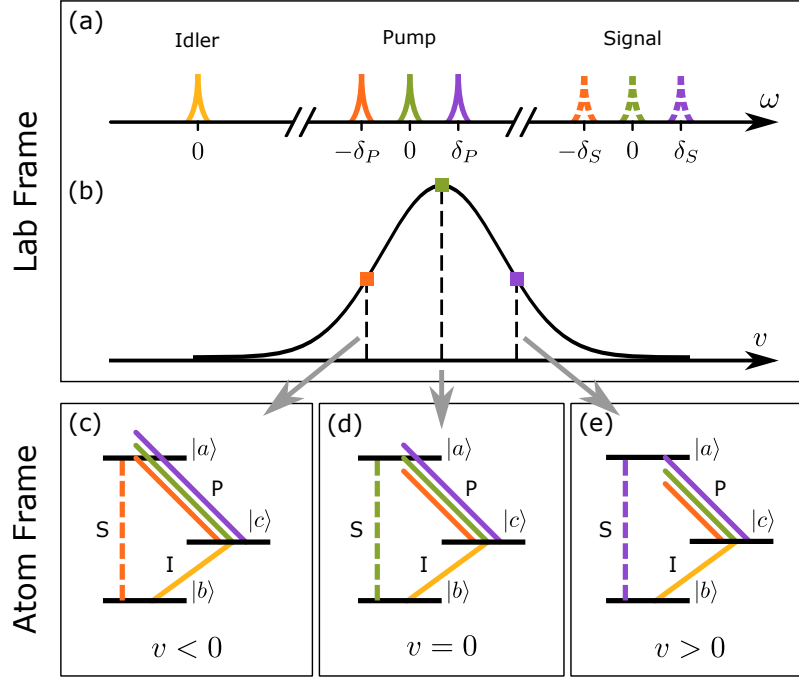 Lab Frame
(a)
Idler Pump Signal
ω
0 −δ_P 0 δ_P −δ_S 0 δ_S
(b)
v
Atom Frame
(c) (d) (e)
|a⟩ |a⟩ |a⟩
P P P
|c⟩ |c⟩ |c⟩
S S S
I I I
|b⟩ |b⟩ |b⟩
v < 0 v = 0 v > 0